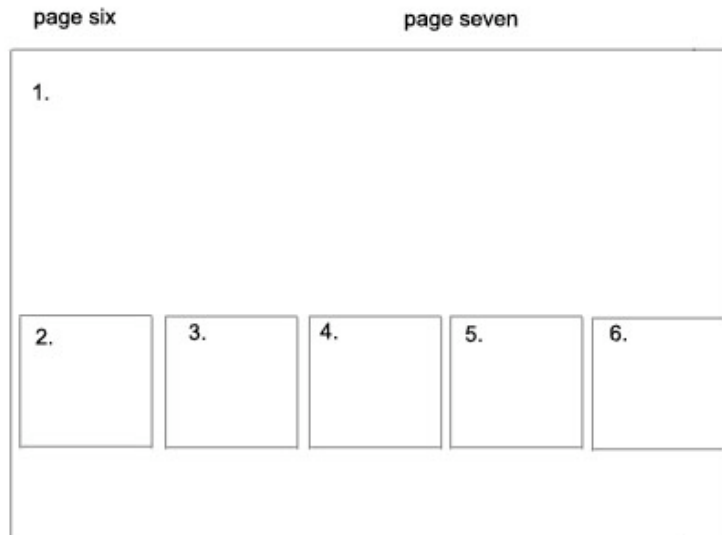 page six page seven
1.
2. 3. 4. 5. 6.